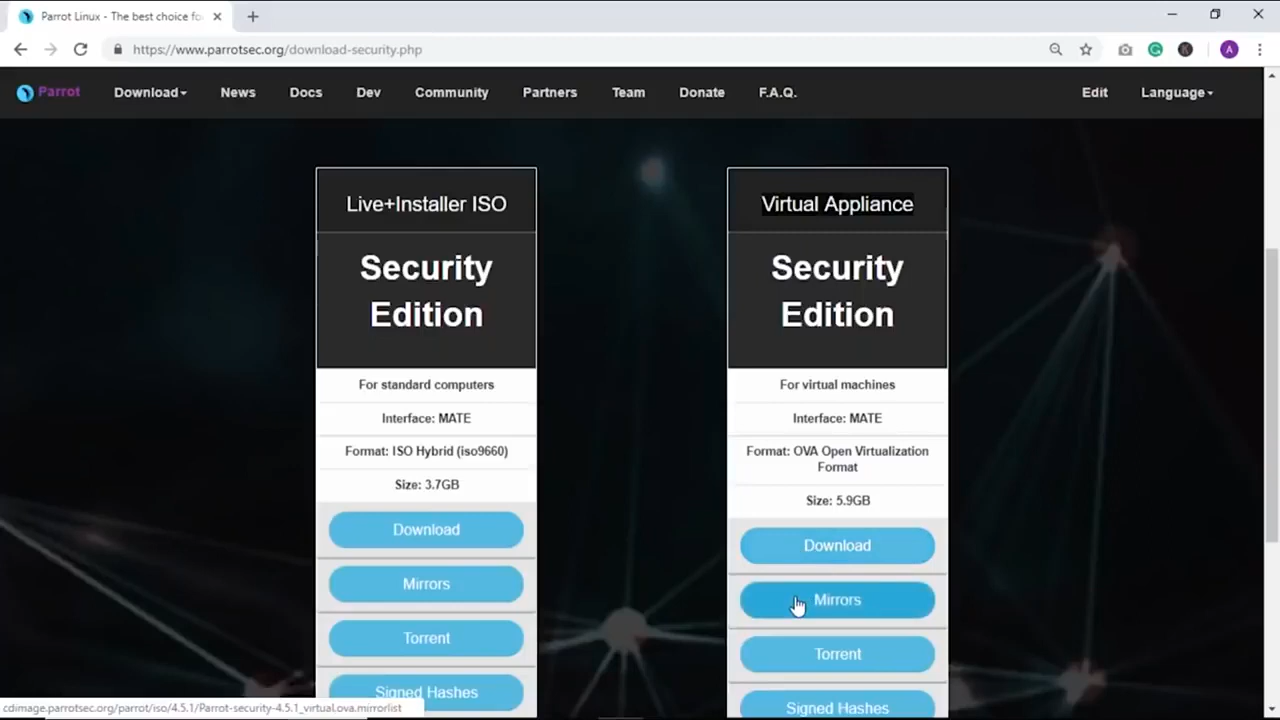 Parrot Linux - The best choice fo
https://www.parrotsec.org/download-security.php
A
Parrot
Download
News
Docs
Dev
Community
Partners
Team
Donate
F.A.Q.
Edit
Language
Live+Installer ISO
Security
Edition
For standard computers
Interface: MATE
Format: ISO Hybrid (iso9660)
Size: 3.7GB
Download
Mirrors
Torrent
Signed Hashes
Virtual Appliance
Security
Edition
For virtual machines
Interface: MATE
Format: OVA Open Virtualization
Format
Size: 5.9GB
Download
Mirrors
Torrent
Signed Hashes
cdimage.parrotsec.org/parrot/iso/4.5.1/Parrot-security-4.5.1_virtual.ova.mirrorlist